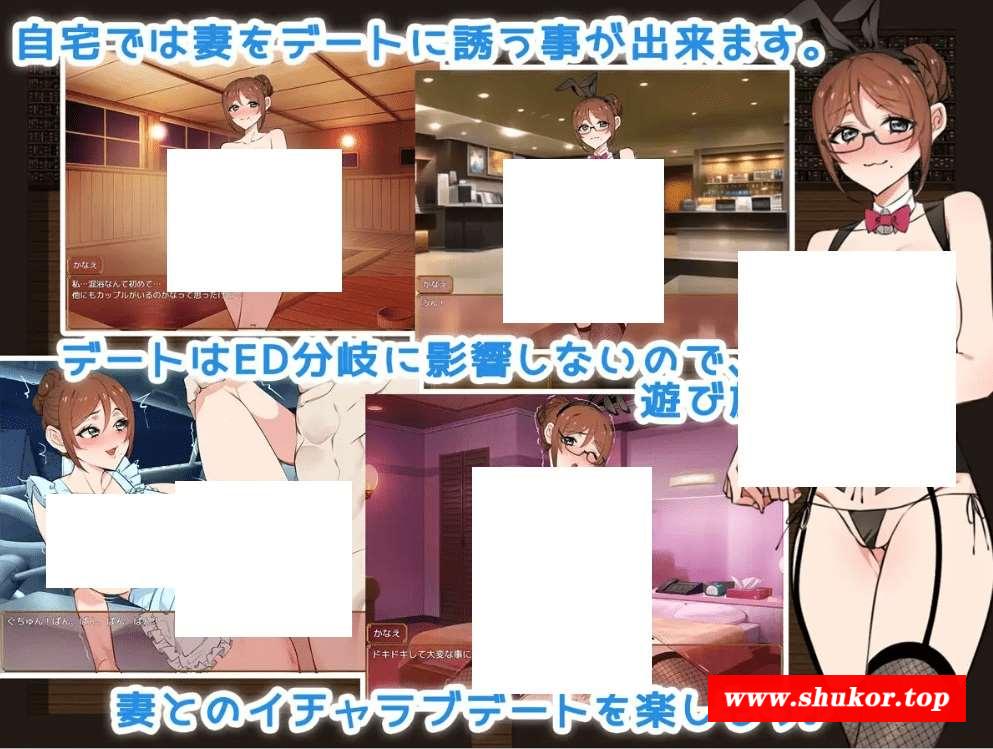 自宅では妻をデートに誘う事が出来ます。
かなえ
私…混浴なんて初めて…
他にもカップルがいるのかなって思ったけど
かなえ
うん！
デートはED分岐に影響しないので、
遊び
ぐちゅん！ぱん、ぱん、ぱん、ぱん
かなえ
ドキドキして大変な事に
妻とのイチャラブデートを楽し
www.shukor.top